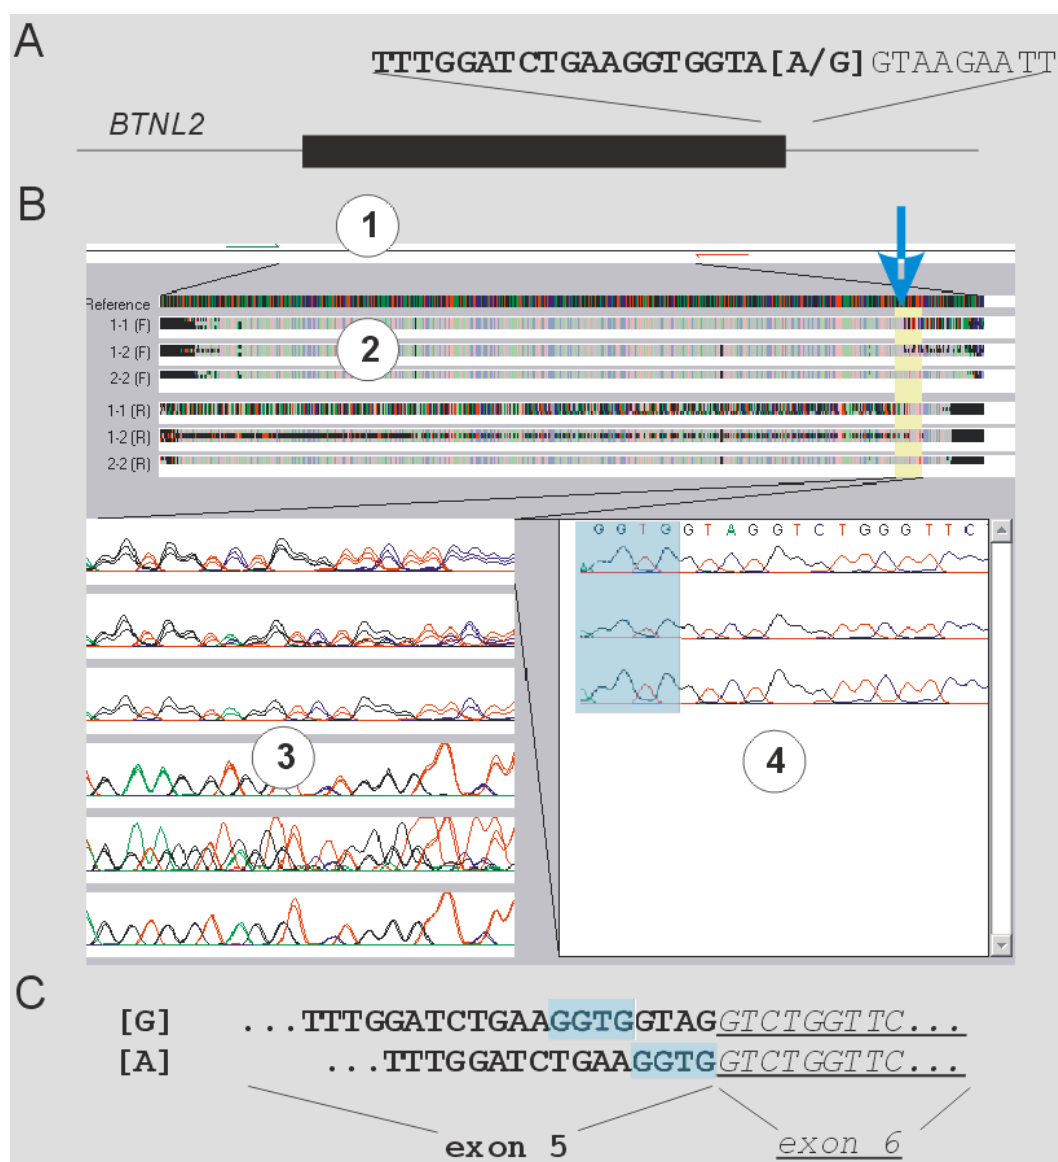 A
TTTGGATCTGAAGGTGGTA[A/G]GTAAGAATT
BTNL2
B
1
Reference
1-1 (F)
1-2 (F)
2
2-2 (F)
1-1 (R)
1-2 (R)
2-2 (R)
G G T G G T A G G T C T G G G T T C
3
4
C
[G] ...TTTGGATCTGAAGGTGGTAGGTCTGGTTC...
[A] ...TTTGGATCTGAAGGTGGTCTGGTTC...
exon 5
exon 6